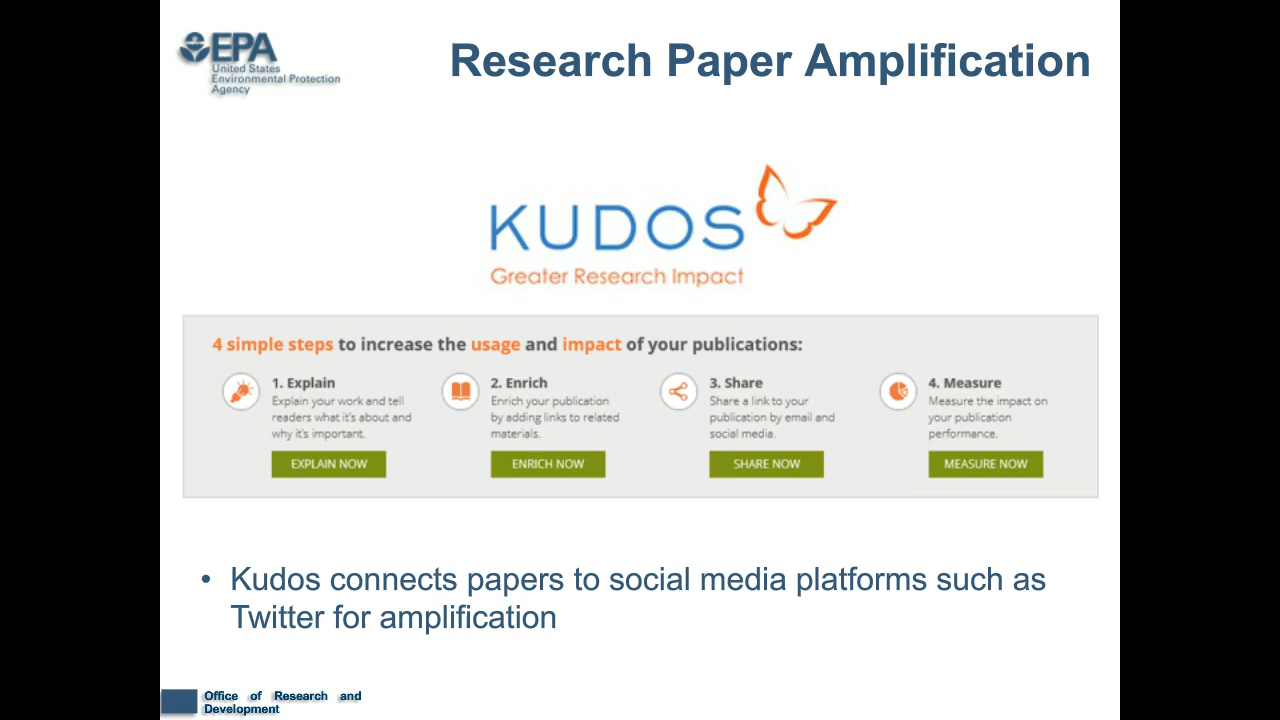 EPA
United States
Environmental Protection
Agency
Research Paper Amplification
KUDOS
Greater Research Impact
4 simple steps to increase the usage and impact of your publications:
1. Explain
Explain your work and tell
readers what it's about and
why it's important.
EXPLAIN NOW
2. Enrich
Enrich your publication
by adding links to related
materials.
ENRICH NOW
3. Share
Share a link to your
publication by email and
social media.
SHARE NOW
4. Measure
Measure the impact on
your publication
performance.
MEASURE NOW
• Kudos connects papers to social media platforms such as
Twitter for amplification
Office of Research and
Development